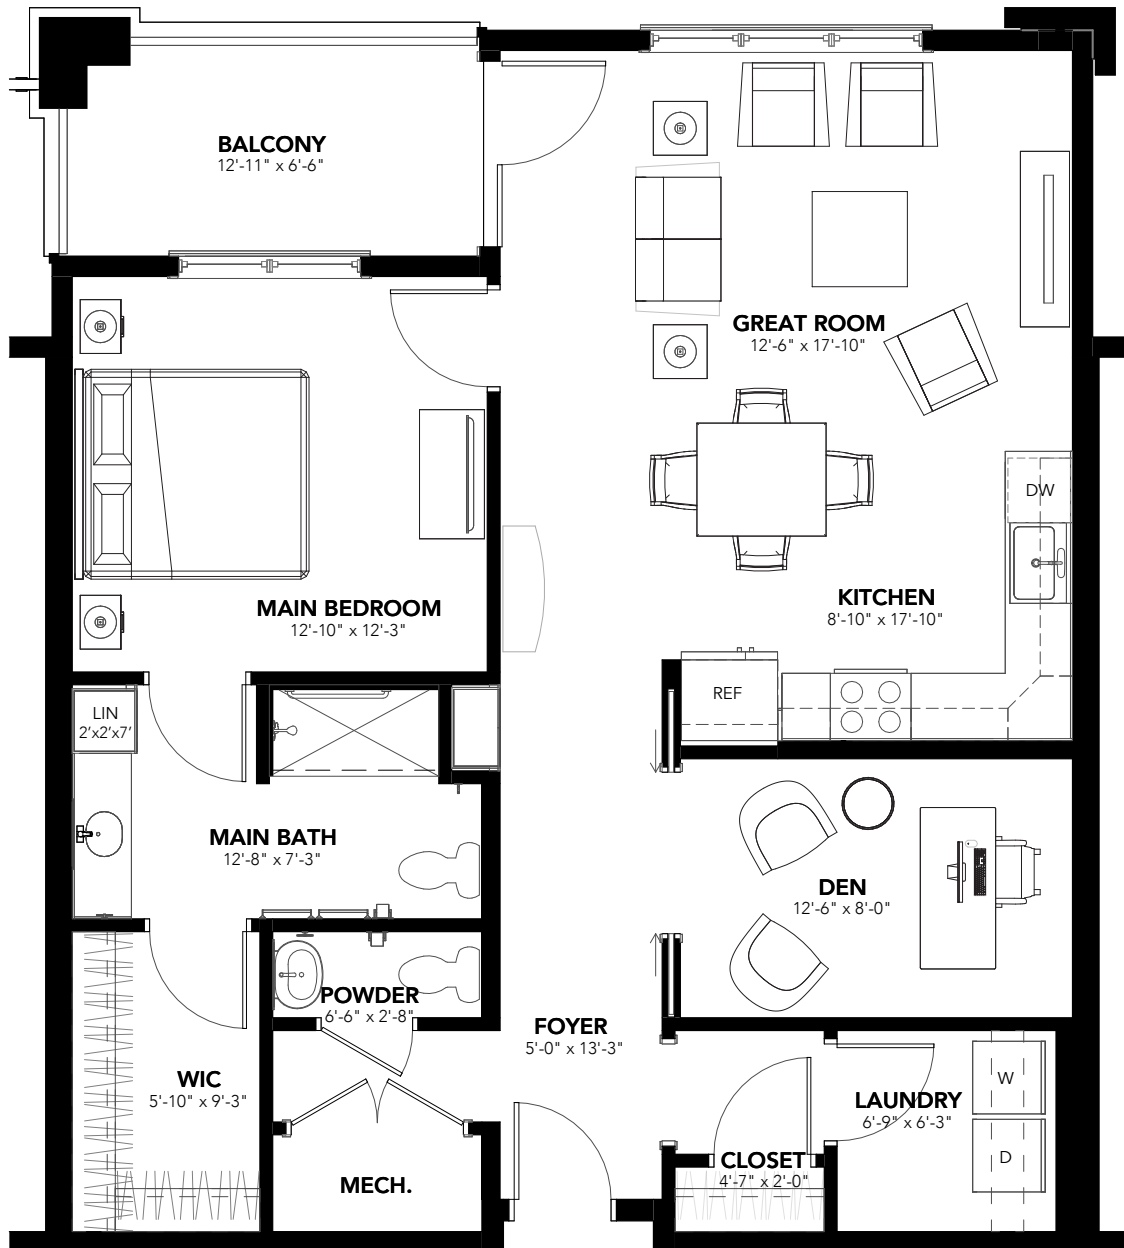 BALCONY
12'-11" x 6'-6"
GREAT ROOM
12'-6" x 17'-10"
DW
MAIN BEDROOM
12'-10" x 12'-3"
KITCHEN
8'-10" x 17'-10"
REF
LIN
2'x2'x7'
MAIN BATH
12'-8" x 7'-3"
DEN
12'-6" x 8'-0"
POWDER
6'-6" x 2'-8"
FOYER
5'-0" x 13'-3"
WIC
5'-10" x 9'-3"
W
LAUNDRY
6'-9" x 6'-3"
D
CLOSET
4'-7" x 2'-0"
MECH.